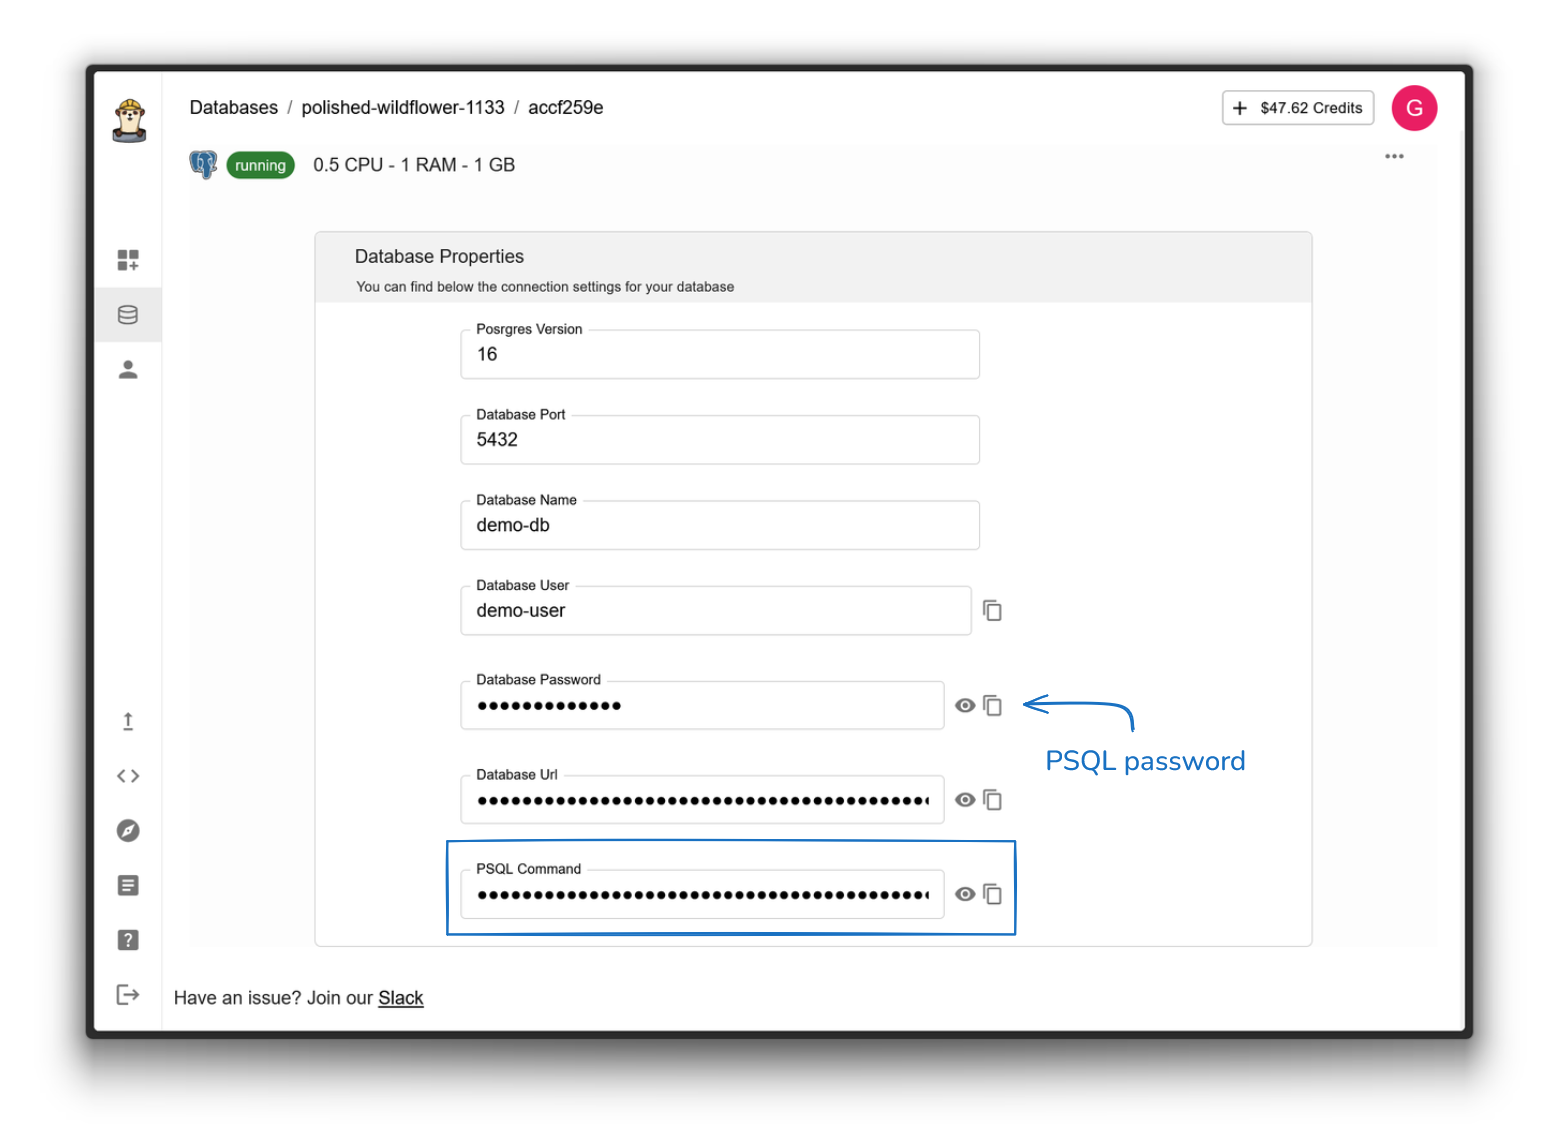 Databases / polished-wildflower-1133 / accf259e
+ $47.62 Credits
G
running
0.5 CPU - 1 RAM - 1 GB
Database Properties
You can find below the connection settings for your database
Posrgres Version
16
Database Port
5432
Database Name
demo-db
Database User
demo-user
Database Password
•••••••••••••
PSQL password
Database Url
PSQL Command
?
Have an issue? Join our Slack